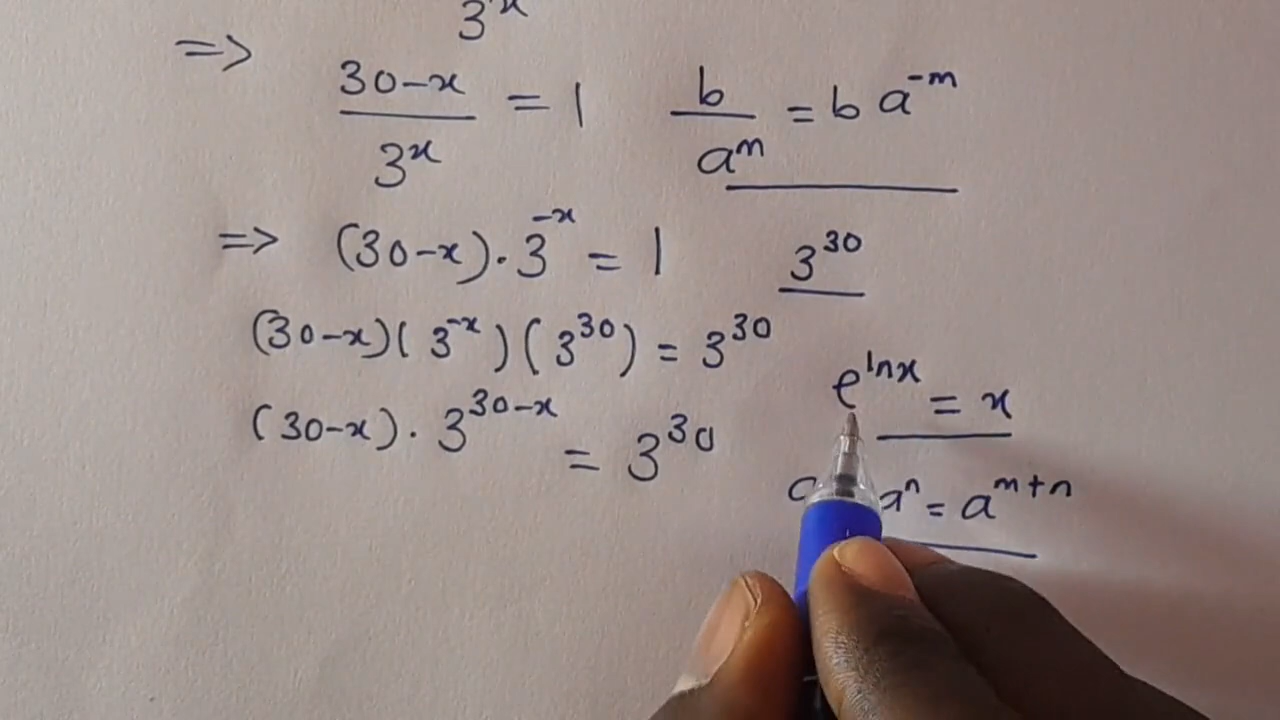 3^x
=> (30-x)/3^x = 1
b/a^m = b a^-m
=> (30-x).3^-x = 1
3^30
(30-x)(3^-x)(3^30) = 3^30
e^lnx = x
(30-x).3^30-x = 3^30
a^n = a^m+n